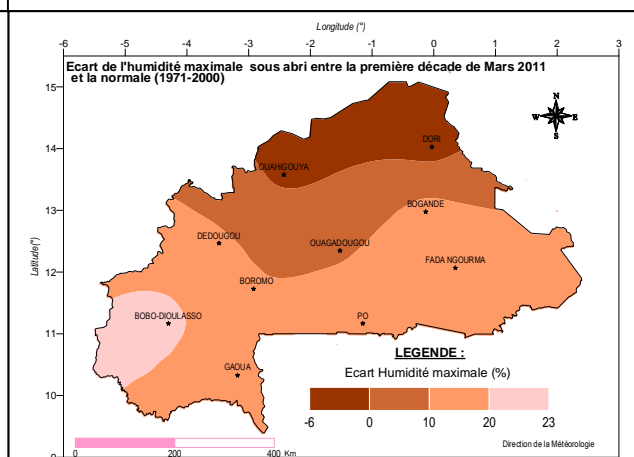 Longitude (°)
-6 -5 -4 -3 -2 -1 0 1 2 3
Ecart de l'humidité maximale sous abri entre la première décade de Mars 2011
et la normale (1971-2000)
15
N
W E
S
14
DORI
OUAHIGOUYA
13
BOGANDE
DEDOUGOU
OUAGADOUGOU
Latitude(°)
FADA NGOURMA
12
BOROMO
BOBO-DIOULASSO
PO
11
LEGENDE :
GAOUA
Ecart Humidité maximale (%)
10
-6 0 10 20 23
0 200 400 Km
Direction de la Météorologie